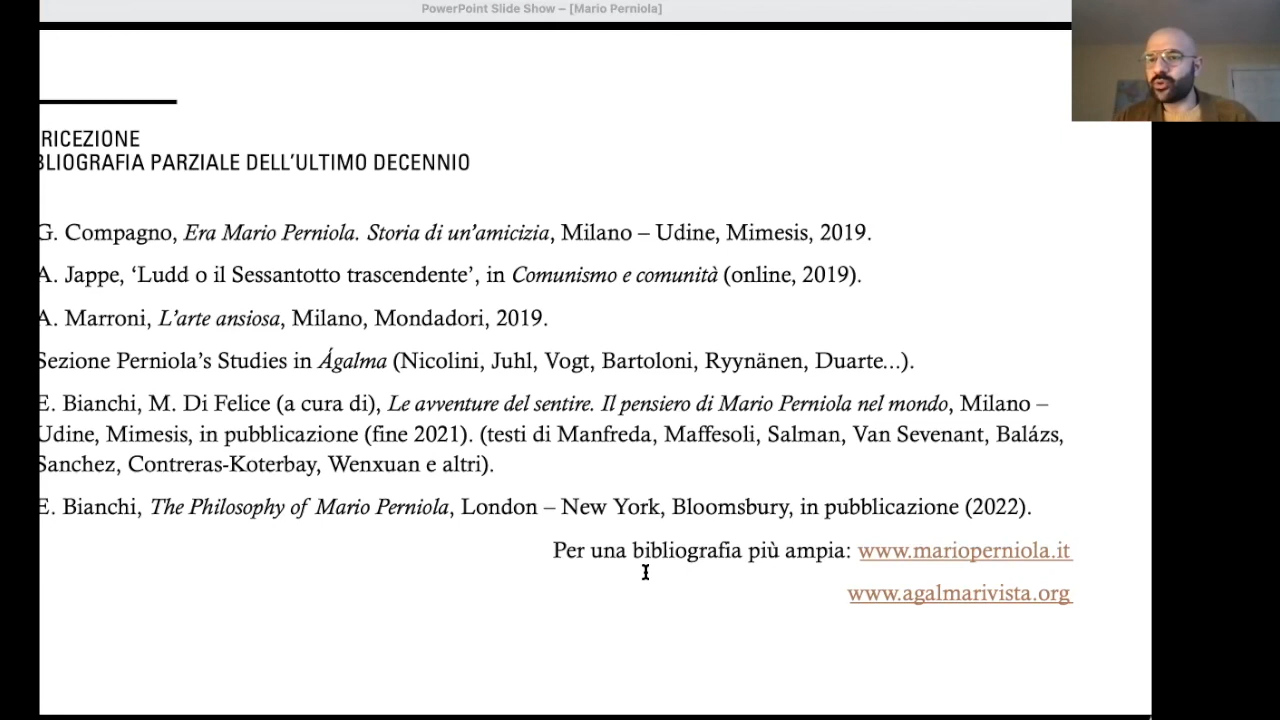 PowerPoint Slide Show – [Mario Perniola]
RICEZIONE
BLIOGRAFIA PARZIALE DELL'ULTIMO DECENNIO
G. Compagno, Era Mario Perniola. Storia di un'amicizia, Milano – Udine, Mimesis, 2019.
A. Jappe, ‘Ludd o il Sessantotto trascendente’, in Comunismo e comunità (online, 2019).
A. Marroni, L'arte ansiosa, Milano, Mondadori, 2019.
Sezione Perniola's Studies in Ágalma (Nicolini, Juhl, Vogt, Bartoloni, Ryynänen, Duarte...).
E. Bianchi, M. Di Felice (a cura di), Le avventure del sentire. Il pensiero di Mario Perniola nel mondo, Milano –
Udine, Mimesis, in pubblicazione (fine 2021). (testi di Manfreda, Maffesoli, Salman, Van Sevenant, Balázs,
Sanchez, Contreras-Koterbay, Wenxuan e altri).
E. Bianchi, The Philosophy of Mario Perniola, London – New York, Bloomsbury, in pubblicazione (2022).
Per una bibliografia più ampia: www.marioperniola.it
www.agalmarivista.org